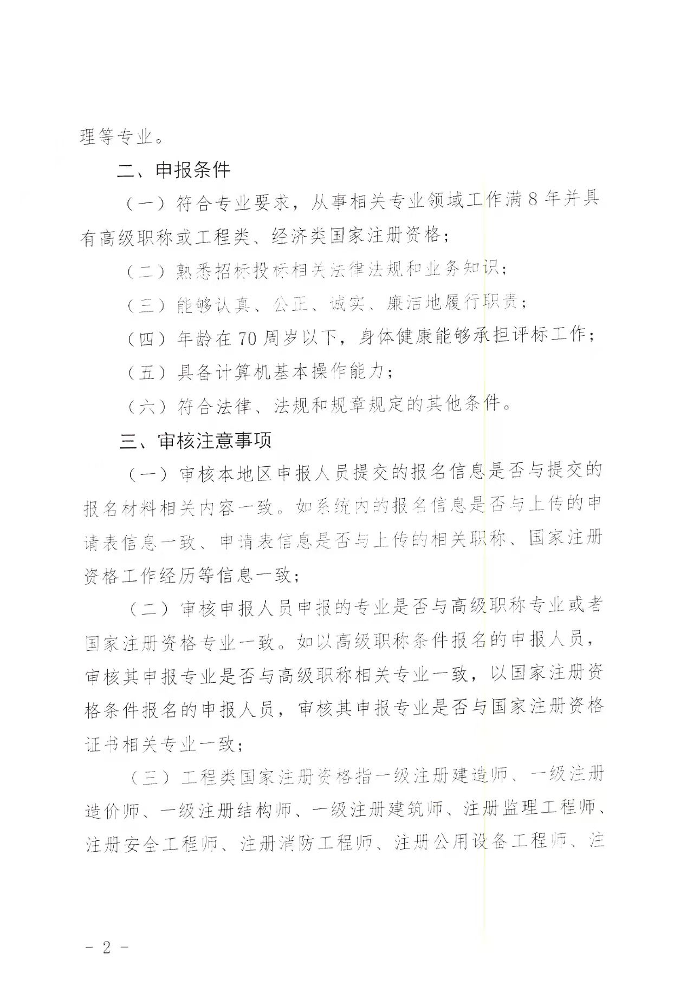 理等专业。
二、申报条件
（一）符合专业要求，从事相关专业领域工作满8年并具
有高级职称或工程类、经济类国家注册资格；
（二）熟悉招标投标相关法律法规和业务知识；
（三）能够认真、公正、诚实、廉洁地履行职责；
（四）年龄在70周岁以下，身体健康能够承担评标工作；
（五）具备计算机基本操作能力；
（六）符合法律、法规和规章规定的其他条件。
三、审核注意事项
（一）审核本地区申报人员提交的报名信息是否与提交的
报名材料相关内容一致。如系统内的报名信息是否与上传的申
请表信息一致、申请表信息是否与上传的相关职称、国家注册
资格工作经历等信息一致；
（二）审核申报人员申报的专业是否与高级职称专业或者
国家注册资格专业一致。如以高级职称条件报名的申报人员，
审核其申报专业是否与高级职称相关专业一致，以国家注册资
格条件报名的申报人员，审核其申报专业是否与国家注册资格
证书相关专业一致；
（三）工程类国家注册资格指一级注册建造师、一级注册
造价师、一级注册结构师、一级注册建筑师、注册监理工程师、
注册安全工程师、注册消防工程师、注册公用设备工程师、注
- 2 -